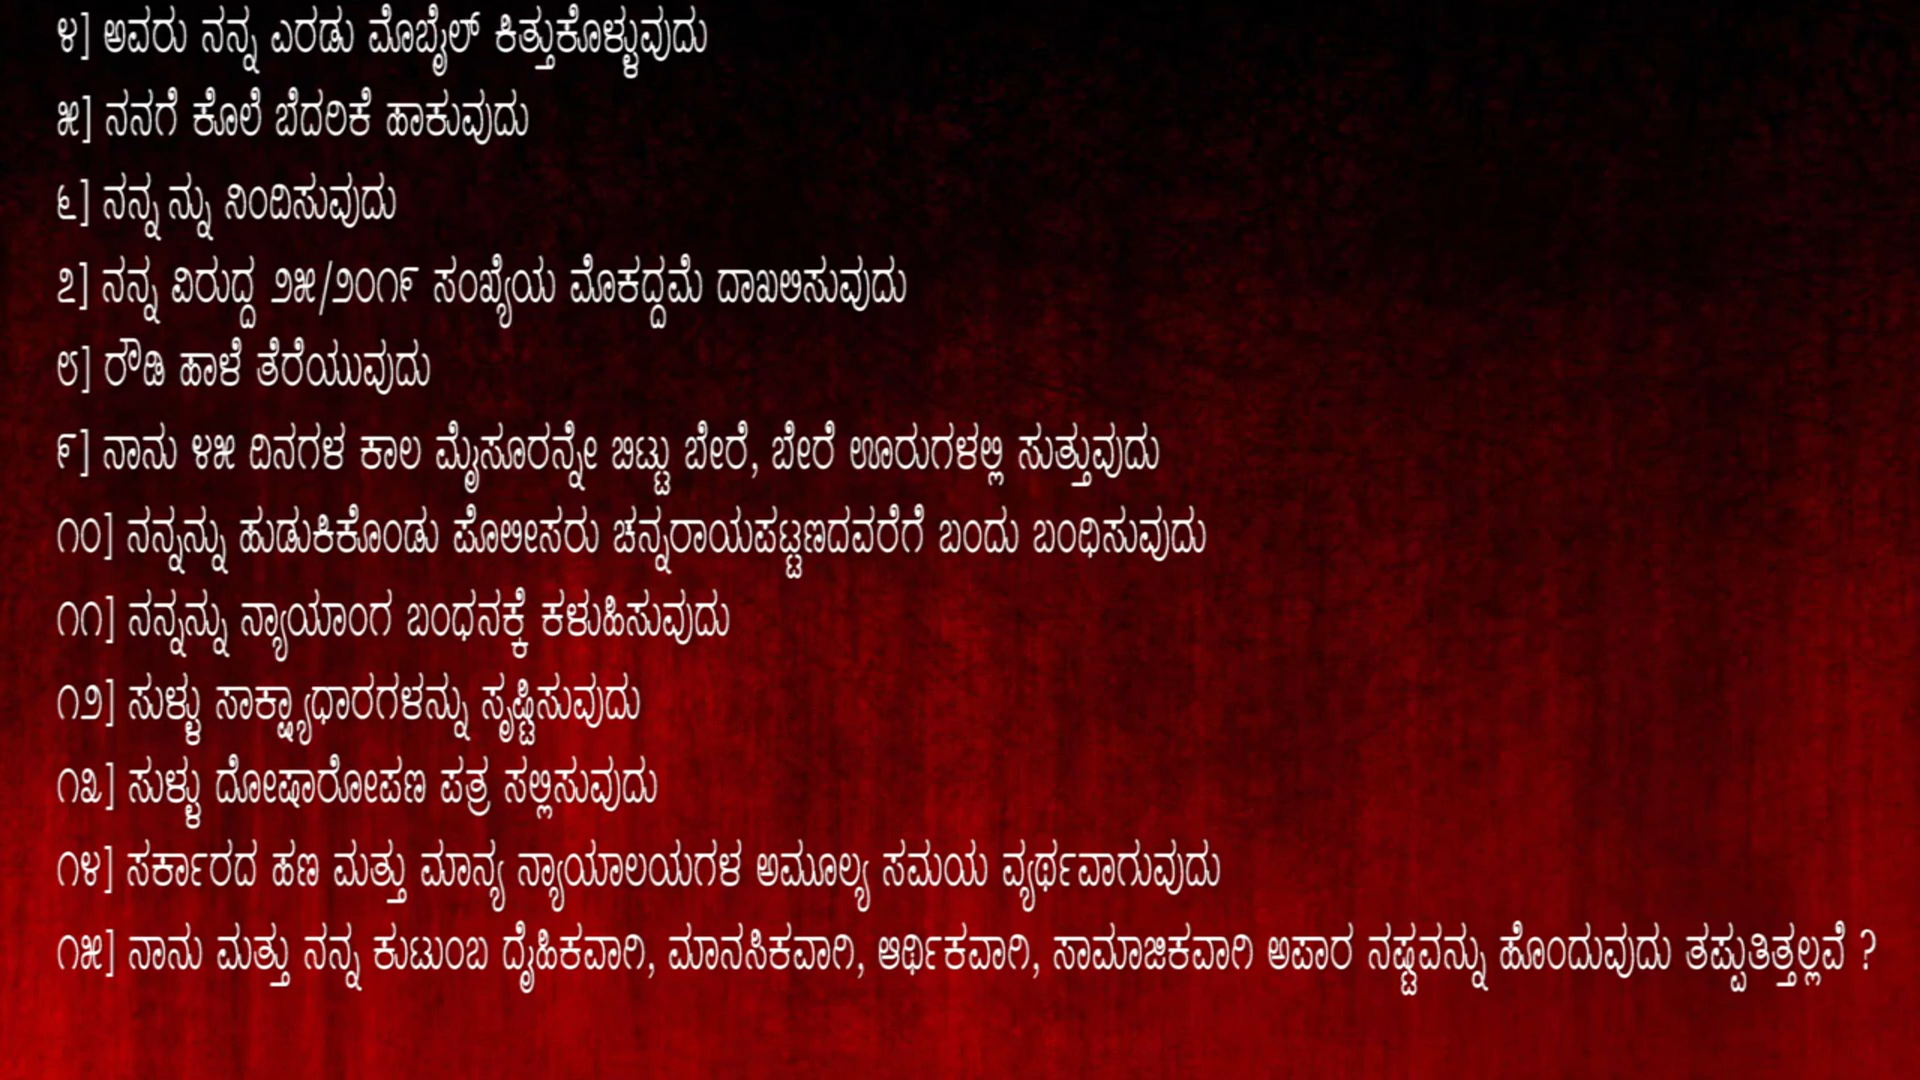 ೪] ಅವರು ನನ್ನ ಎರಡು ಮೊಬೈಲ್ ಕಿತ್ತುಕೊಳ್ಳುವುದು
೫] ನನಗೆ ಕೊಲೆ ಬೆದರಿಕೆ ಹಾಕುವುದು
೬] ನನ್ನ ನ್ನು ನಿಂದಿಸುವುದು
೭] ನನ್ನ ವಿರುದ್ದ ೨೫/೨೦೧೯ ಸಂಖ್ಯೆಯ ಮೊಕದ್ದಮೆ ದಾಖಲಿಸುವುದು
೮] ರೌಡಿ ಹಾಳೆ ತೆರೆಯುವುದು
೯] ನಾನು ೪೫ ದಿನಗಳ ಕಾಲ ಮೈಸೂರನ್ನೇ ಬಿಟ್ಟು ಬೇರೆ, ಬೇರೆ ಊರುಗಳಲ್ಲಿ ಸುತ್ತುವುದು
೧೦] ನನ್ನನ್ನು ಹುಡುಕಿಕೊಂಡು ಪೊಲೀಸರು ಚನ್ನರಾಯಪಟ್ಟಣದವರೆಗೆ ಬಂದು ಬಂಧಿಸುವುದು
೧೧] ನನ್ನನ್ನು ನ್ಯಾಯಾಂಗ ಬಂಧನಕ್ಕೆ ಕಳುಹಿಸುವುದು
೧೨] ಸುಳ್ಳು ಸಾಕ್ಷ್ಯಾಧಾರಗಳನ್ನು ಸೃಷ್ಟಿಸುವುದು
೧೩] ಸುಳ್ಳು ದೋಷಾರೋಪಣ ಪತ್ರ ಸಲ್ಲಿಸುವುದು
೧೪] ಸರ್ಕಾರದ ಹಣ ಮತ್ತು ಮಾನ್ಯ ನ್ಯಾಯಾಲಯಗಳ ಅಮೂಲ್ಯ ಸಮಯ ವ್ಯರ್ಥವಾಗುವುದು
೧೫] ನಾನು ಮತ್ತು ನನ್ನ ಕುಟುಂಬ ದೈಹಿಕವಾಗಿ, ಮಾನಸಿಕವಾಗಿ, ಆರ್ಥಿಕವಾಗಿ, ಸಾಮಾಜಿಕವಾಗಿ ಅಪಾರ ನಷ್ಟವನ್ನು ಹೊಂದುವುದು ತಪ್ಪುತಿತ್ತಲ್ಲವೆ ?